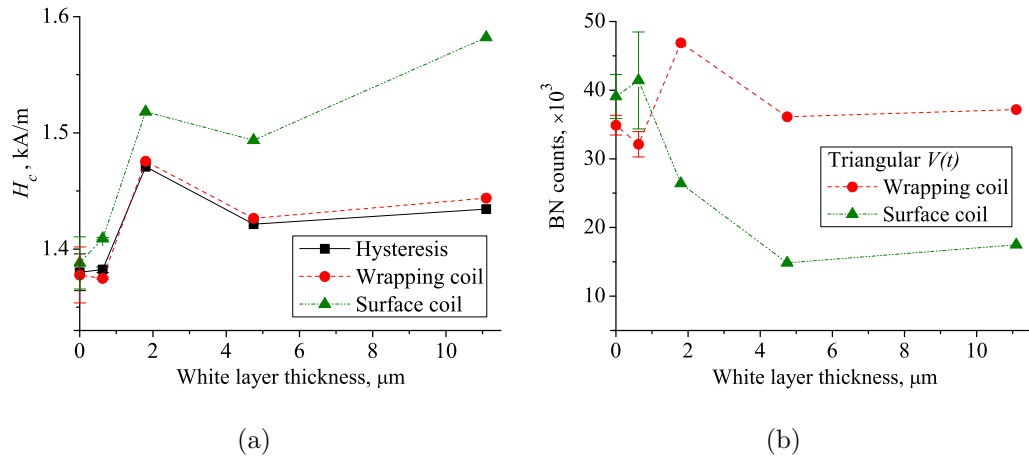 1.6
1.5
1.4
H_c, kA/m
Hysteresis
Wrapping coil
Surface coil
0 2 4 6 8 10
White layer thickness, μm
(a)
50
40
30
20
10
BN counts, ×10³
Triangular V(t)
Wrapping coil
Surface coil
0 2 4 6 8 10
White layer thickness, μm
(b)